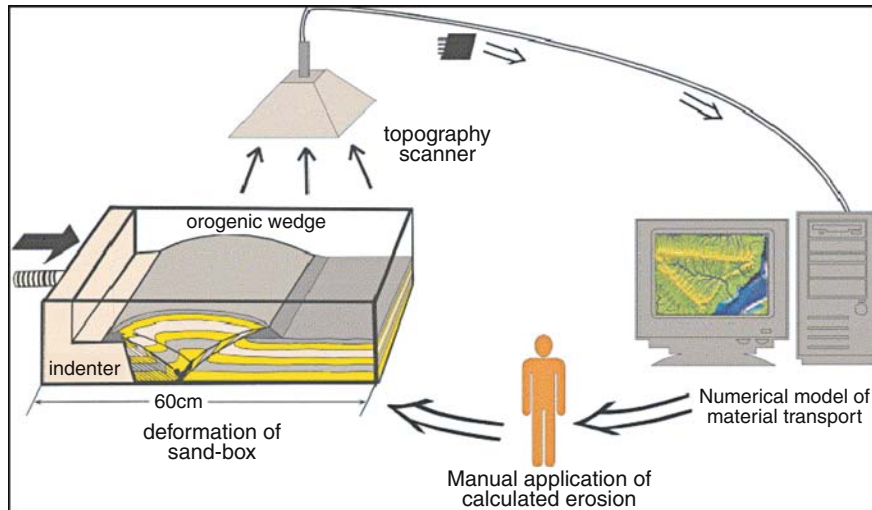 topography
scanner
orogenic wedge
indenter
60cm
deformation of
sand-box
Numerical model of
material transport
Manual application of
calculated erosion